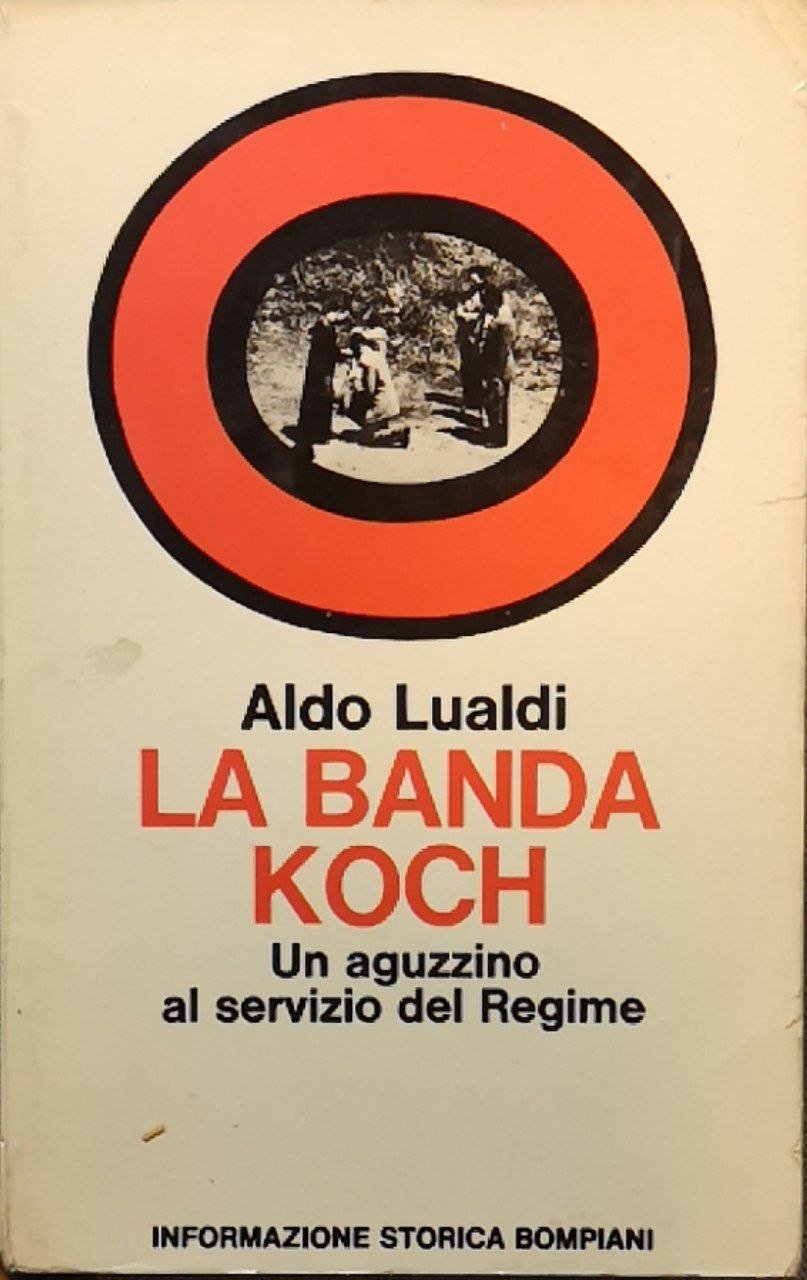 Aldo Lualdi
LA BANDA
KOCH
Un aguzzino
al servizio del Regime
INFORMAZIONE STORICA BOMPIANI